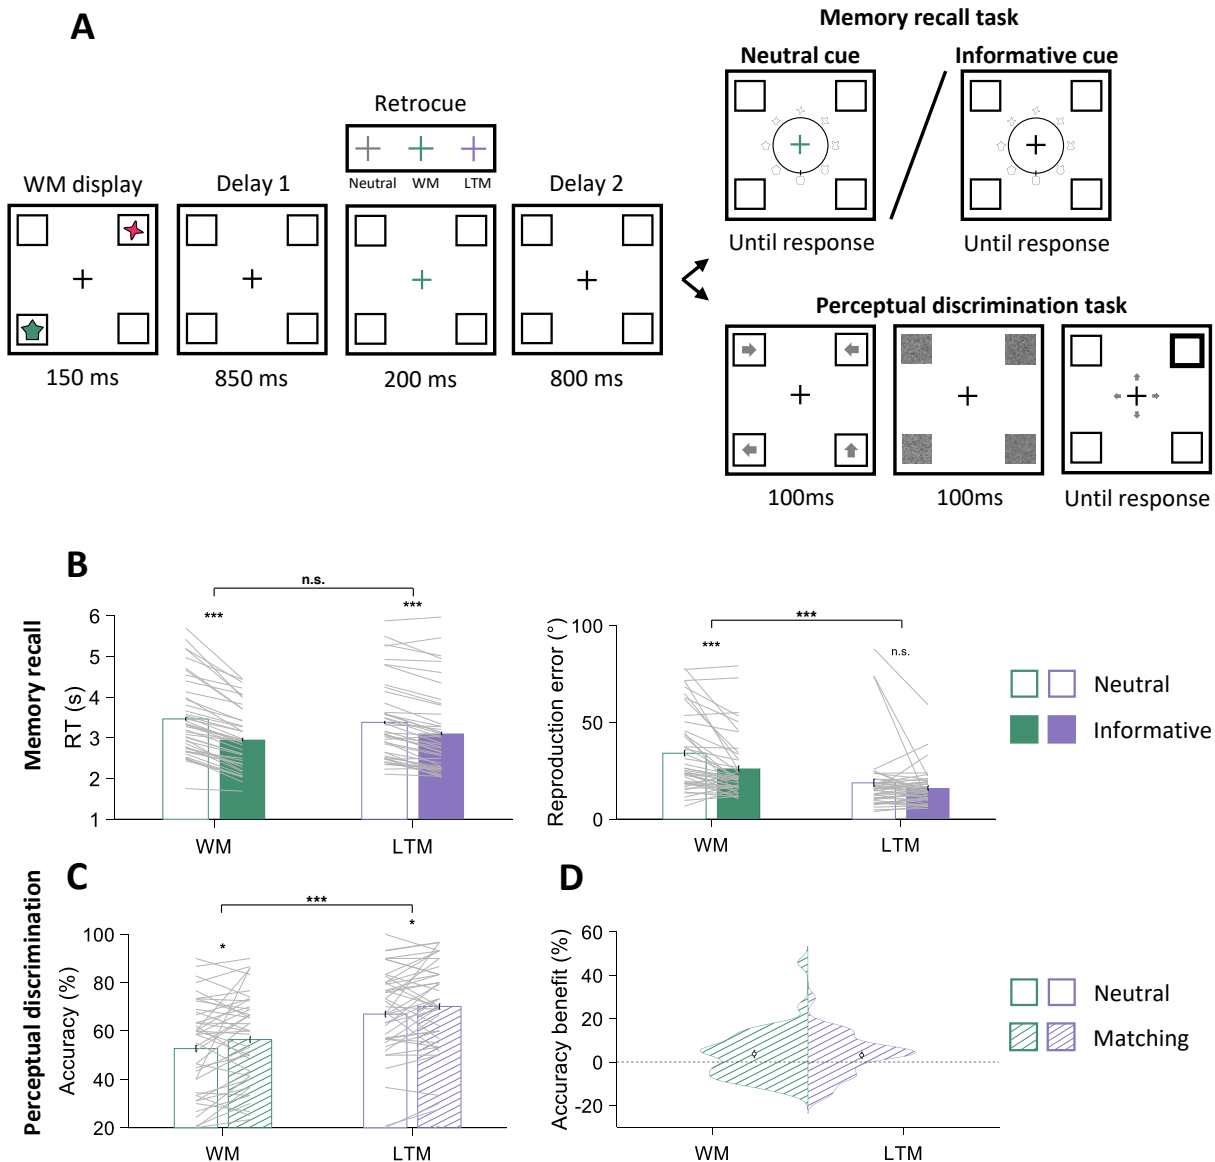 A
Memory recall task
Neutral cue
Informative cue
Retrocue
Neutral
WM
LTM
WM display
Delay 1
Delay 2
150 ms
850 ms
200 ms
800 ms
Until response
Until response
Perceptual discrimination task
100ms
100ms
Until response
B
Memory recall
n.s.
***
***
RT (s)
6
5
4
3
2
1
WM
LTM
***
***
n.s.
Reproduction error (°)
100
50
0
WM
LTM
Neutral
Informative
C
Perceptual discrimination
***
*
*
Accuracy (%)
100
80
60
40
20
WM
LTM
D
Accuracy benefit (%)
60
40
20
0
-20
WM
LTM
Neutral
Matching